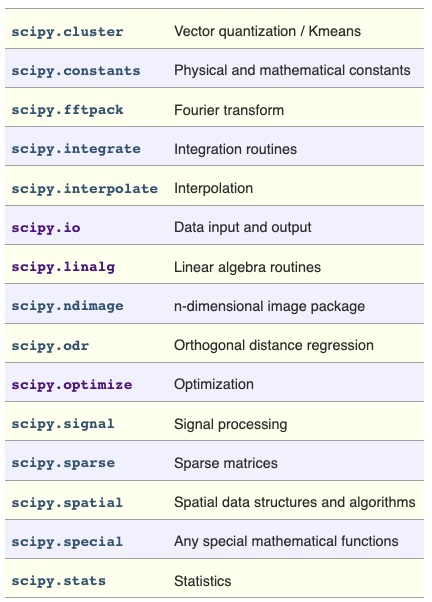 scipy.cluster Vector quantization / Kmeans
scipy.constants Physical and mathematical constants
scipy.fftpack Fourier transform
scipy.integrate Integration routines
scipy.interpolate Interpolation
scipy.io Data input and output
scipy.linalg Linear algebra routines
scipy.ndimage n-dimensional image package
scipy.odr Orthogonal distance regression
scipy.optimize Optimization
scipy.signal Signal processing
scipy.sparse Sparse matrices
scipy.spatial Spatial data structures and algorithms
scipy.special Any special mathematical functions
scipy.stats Statistics